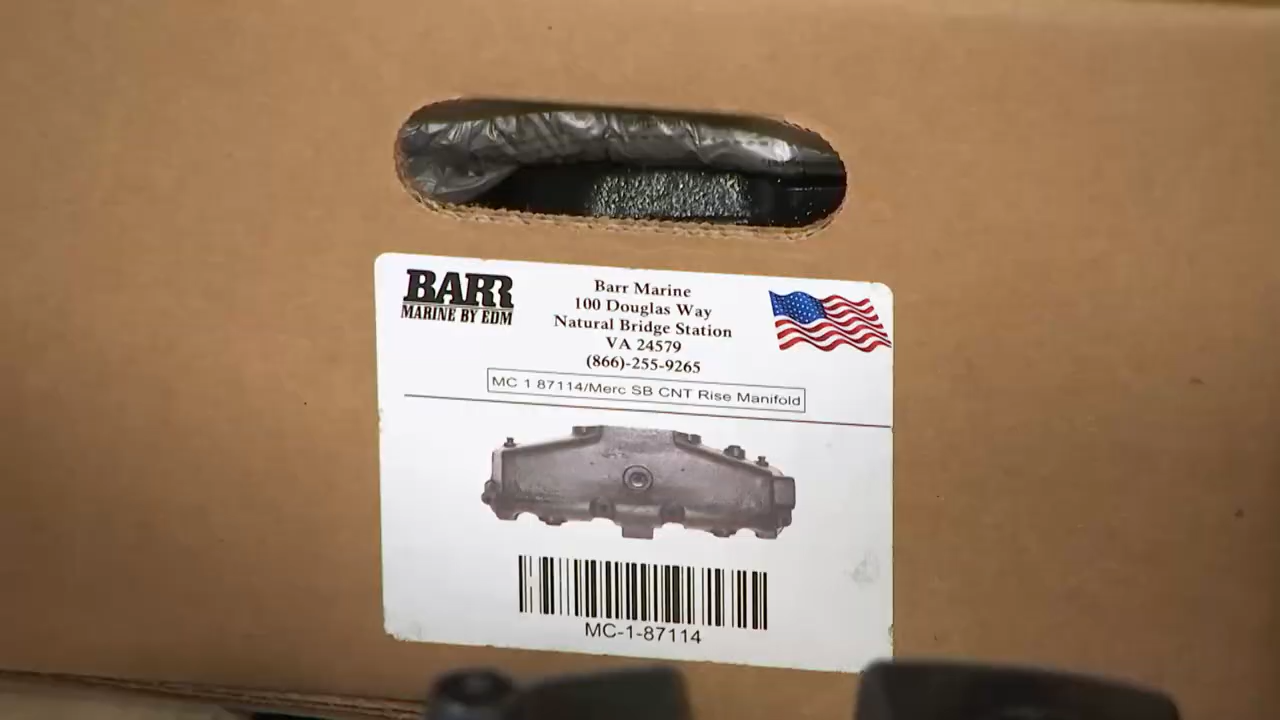 BARR
MARINE BY EDM
Barr Marine
100 Douglas Way
Natural Bridge Station
VA 24579
(866)-255-9265
MC 1 87114/Merc SB CNT Rise Manifold
MC-1-87114